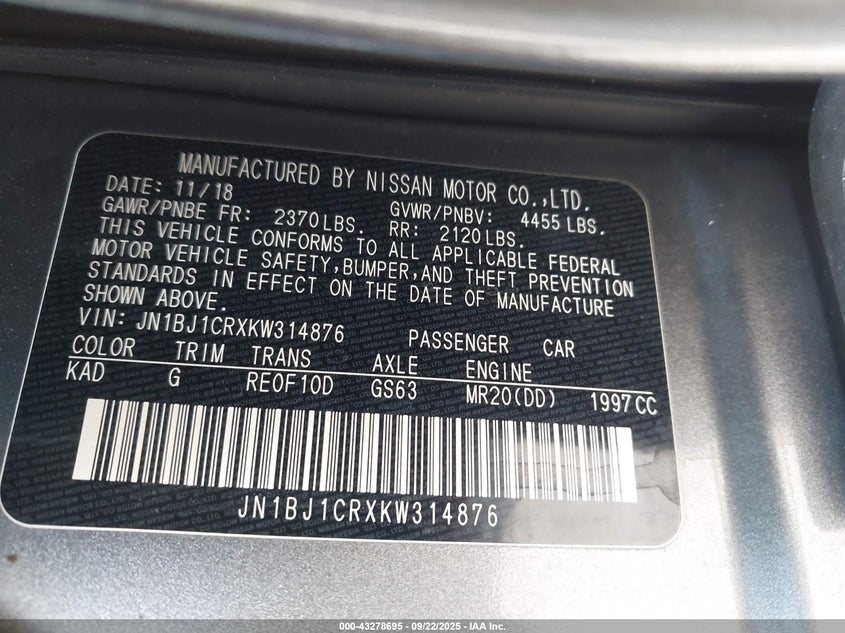 MANUFACTURED BY NISSAN MOTOR CO.,LTD.
DATE: 11/18
GAWR/PNBE FR: 2370LBS. GVWR/PNBV: 4455 LBS.
RR: 2120LBS.
THIS VEHICLE CONFORMS TO ALL APPLICABLE FEDERAL
MOTOR VEHICLE SAFETY,BUMPER,AND THEFT PREVENTION
STANDARDS IN EFFECT ON THE DATE OF MANUFACTURE
SHOWN ABOVE.
VIN: JN1BJ1CRXKW314876 PASSENGER CAR
COLOR TRIM TRANS AXLE ENGINE
KAD G RE0F10D GS63 MR20(DD) 1997CC
JN1BJ1CRXKW314876
000-43278695 - 09/22/2025 - IAA Inc.